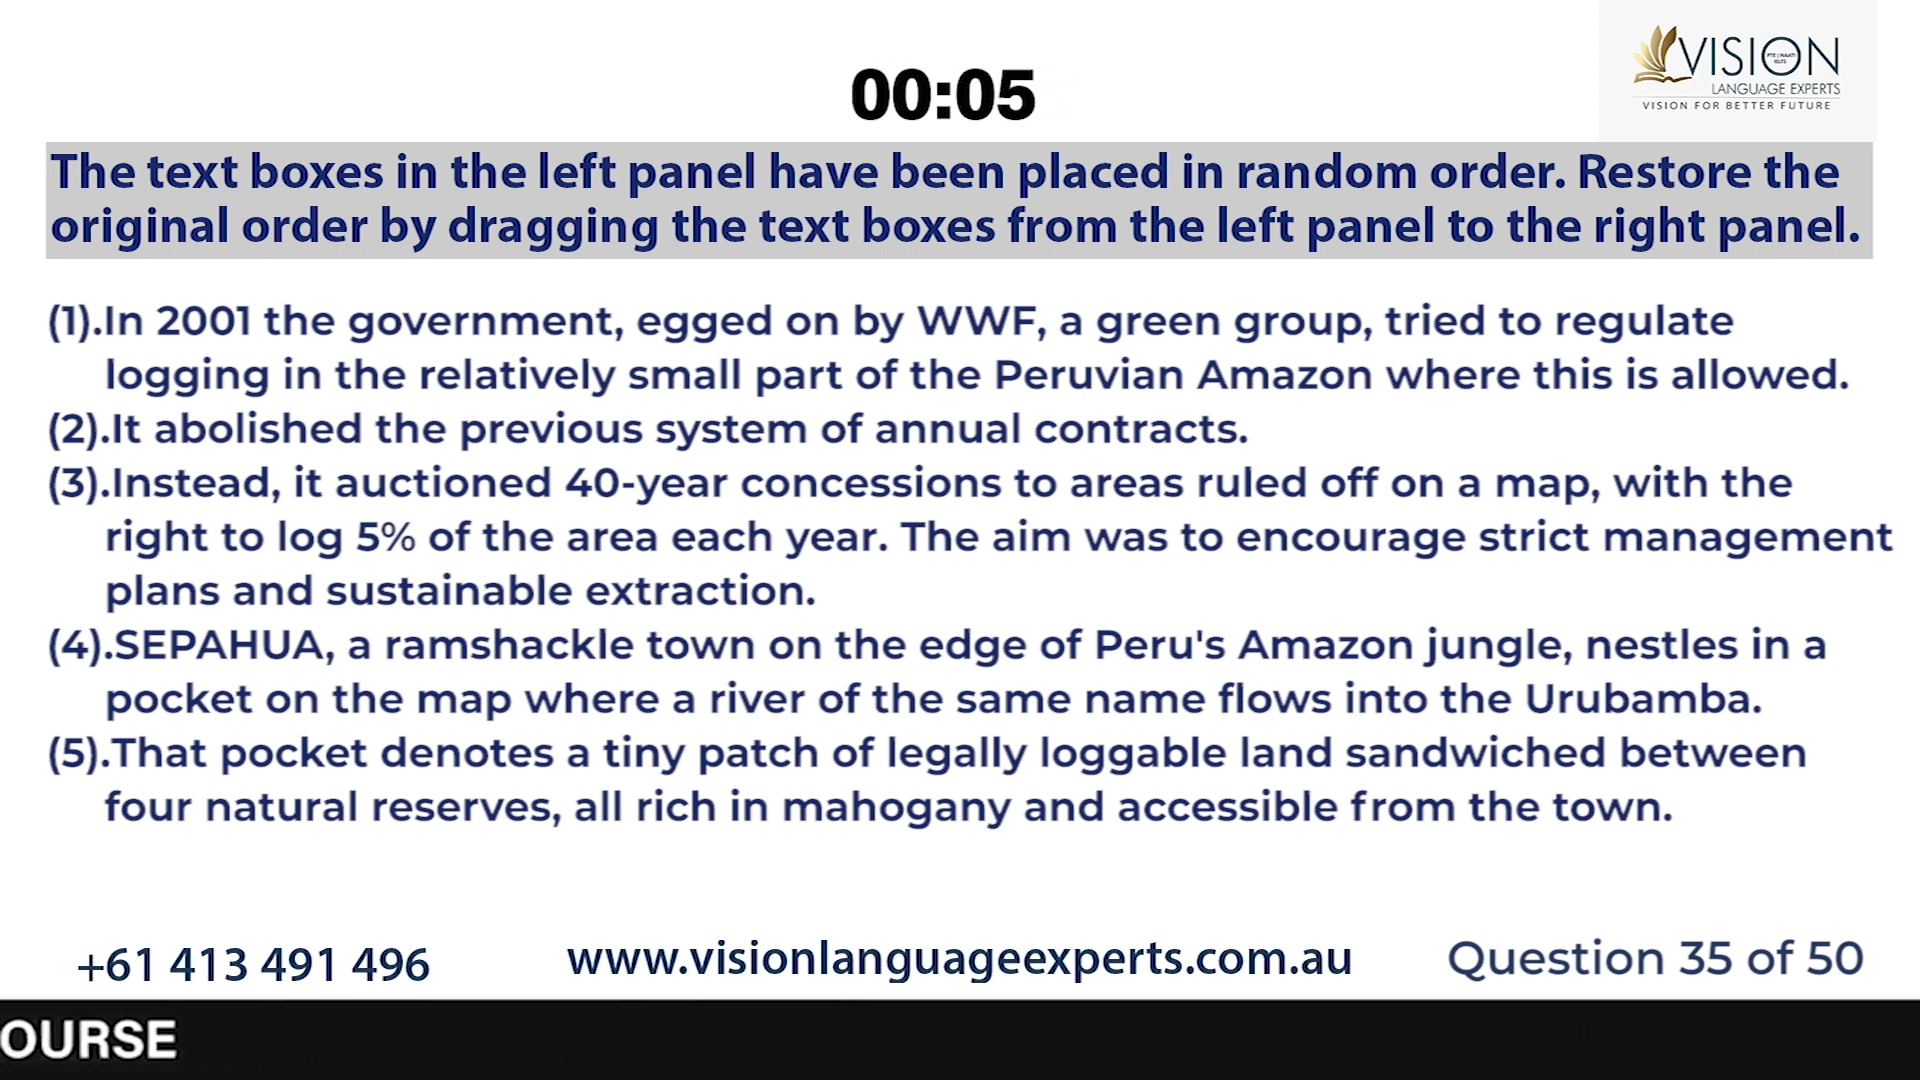 00:05
VISION
PTE | NAATI
IELTS
LANGUAGE EXPERTS
VISION FOR BETTER FUTURE
The text boxes in the left panel have been placed in random order. Restore the
original order by dragging the text boxes from the left panel to the right panel.
(1).In 2001 the government, egged on by WWF, a green group, tried to regulate
logging in the relatively small part of the Peruvian Amazon where this is allowed.
(2).It abolished the previous system of annual contracts.
(3).Instead, it auctioned 40-year concessions to areas ruled off on a map, with the
right to log 5% of the area each year. The aim was to encourage strict management
plans and sustainable extraction.
(4).SEPAHUA, a ramshackle town on the edge of Peru's Amazon jungle, nestles in a
pocket on the map where a river of the same name flows into the Urubamba.
(5).That pocket denotes a tiny patch of legally loggable land sandwiched between
four natural reserves, all rich in mahogany and accessible from the town.
+61 413 491 496
www.visionlanguageexperts.com.au
Question 35 of 50
OURSE